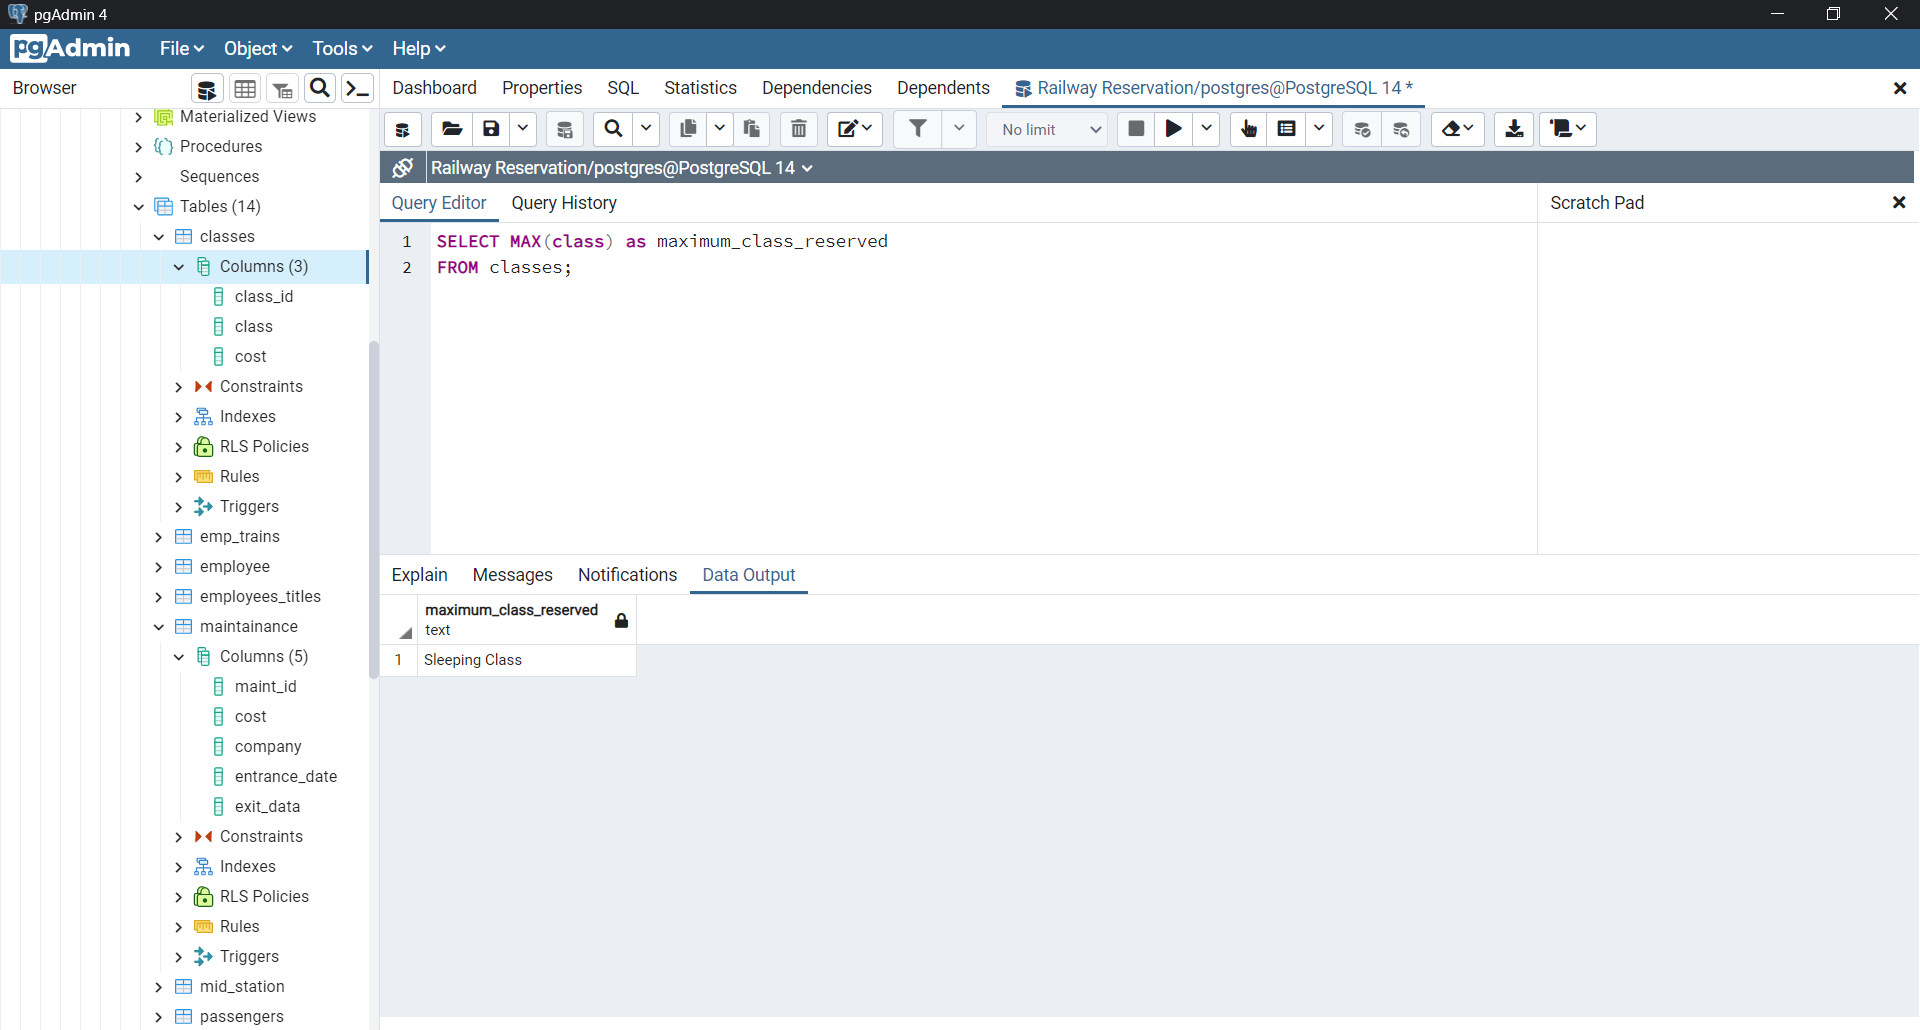 pgAdmin 4
pgAdmin File Object Tools Help
Browser
Materialized Views
Procedures
Sequences
Tables (14)
classes
Columns (3)
class_id
class
cost
Constraints
Indexes
RLS Policies
Rules
Triggers
emp_trains
employee
employees_titles
maintainance
Columns (5)
maint_id
cost
company
entrance_date
exit_data
Constraints
Indexes
RLS Policies
Rules
Triggers
mid_station
passengers
Dashboard Properties SQL Statistics Dependencies Dependents Railway Reservation/postgres@PostgreSQL 14 *
No limit
Railway Reservation/postgres@PostgreSQL 14
Query Editor Query History
1 SELECT MAX(class) as maximum_class_reserved
2 FROM classes;
Scratch Pad
Explain Messages Notifications Data Output
maximum_class_reserved
text
1 Sleeping Class